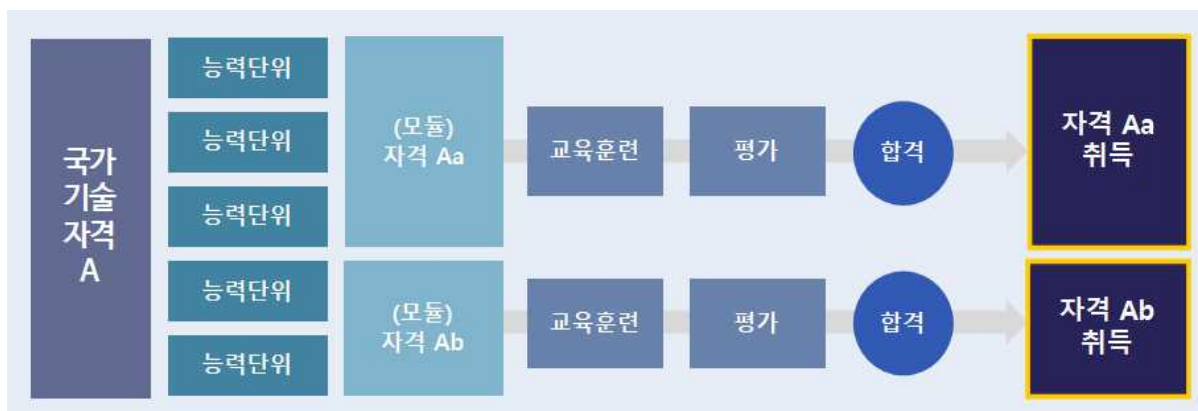 국가
기술
자격
A
능력단위
능력단위
능력단위
능력단위
능력단위
(모듈)
자격 Aa
교육훈련
평가
합격
자격 Aa
취득
(모듈)
자격 Ab
교육훈련
평가
합격
자격 Ab
취득